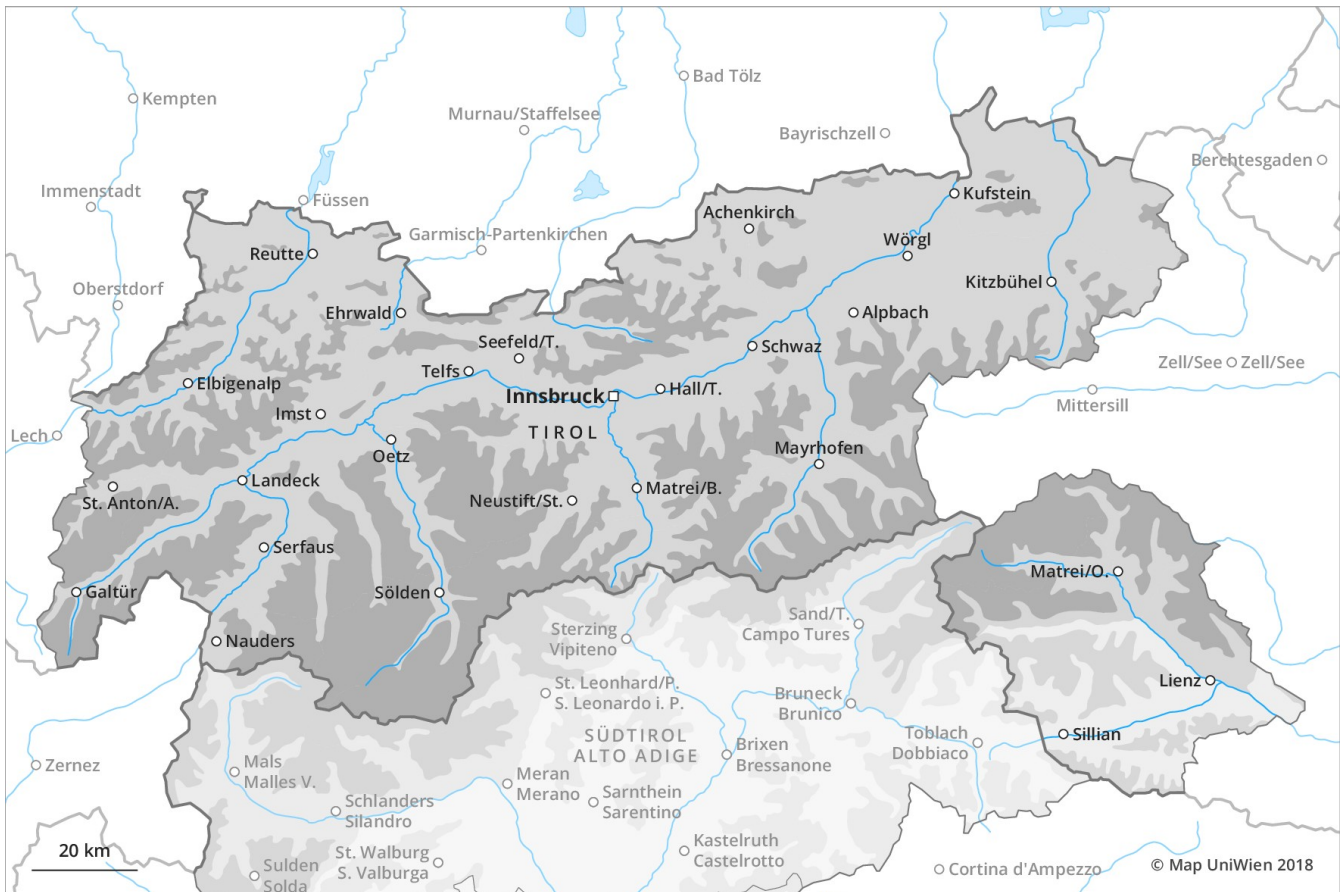 Bad Tölz
Kempten
Murnau/Staffelsee
Bayrischzell
Berchtesgaden
Immenstadt
Füssen
Kufstein
Achenkirch
Garmisch-Partenkirchen
Wörgl
Reutte
Kitzbühel
Oberstdorf
Ehrwald
Alpbach
Seefeld/T.
Schwaz
Zell/See Zell/See
Telfs
Elbigenalp
Hall/T.
Innsbruck
Mittersill
Imst
TIROL
Lech
Oetz
Mayrhofen
Landeck
Matrei/B.
St. Anton/A.
Neustift/St.
Serfaus
Matrei/O.
Galtür
Sölden
Sand/T.
Campo Tures
Sterzing
Vipiteno
Nauders
Lienz
St. Leonhard/P.
S. Leonardo i. P.
Bruneck
Brunico
SÜDTIROL
ALTO ADIGE
Toblach
Dobbiaco
Sillian
Brixen
Bressanone
Zernez
Mals
Malles V.
Meran
Merano
Sarnthein
Sarentino
Schlanders
Silandro
Kastelruth
Castelrotto
20 km
St. Walburg
S. Valburga
Sulden
Solda
Cortina d'Ampezzo
© Map UniWien 2018